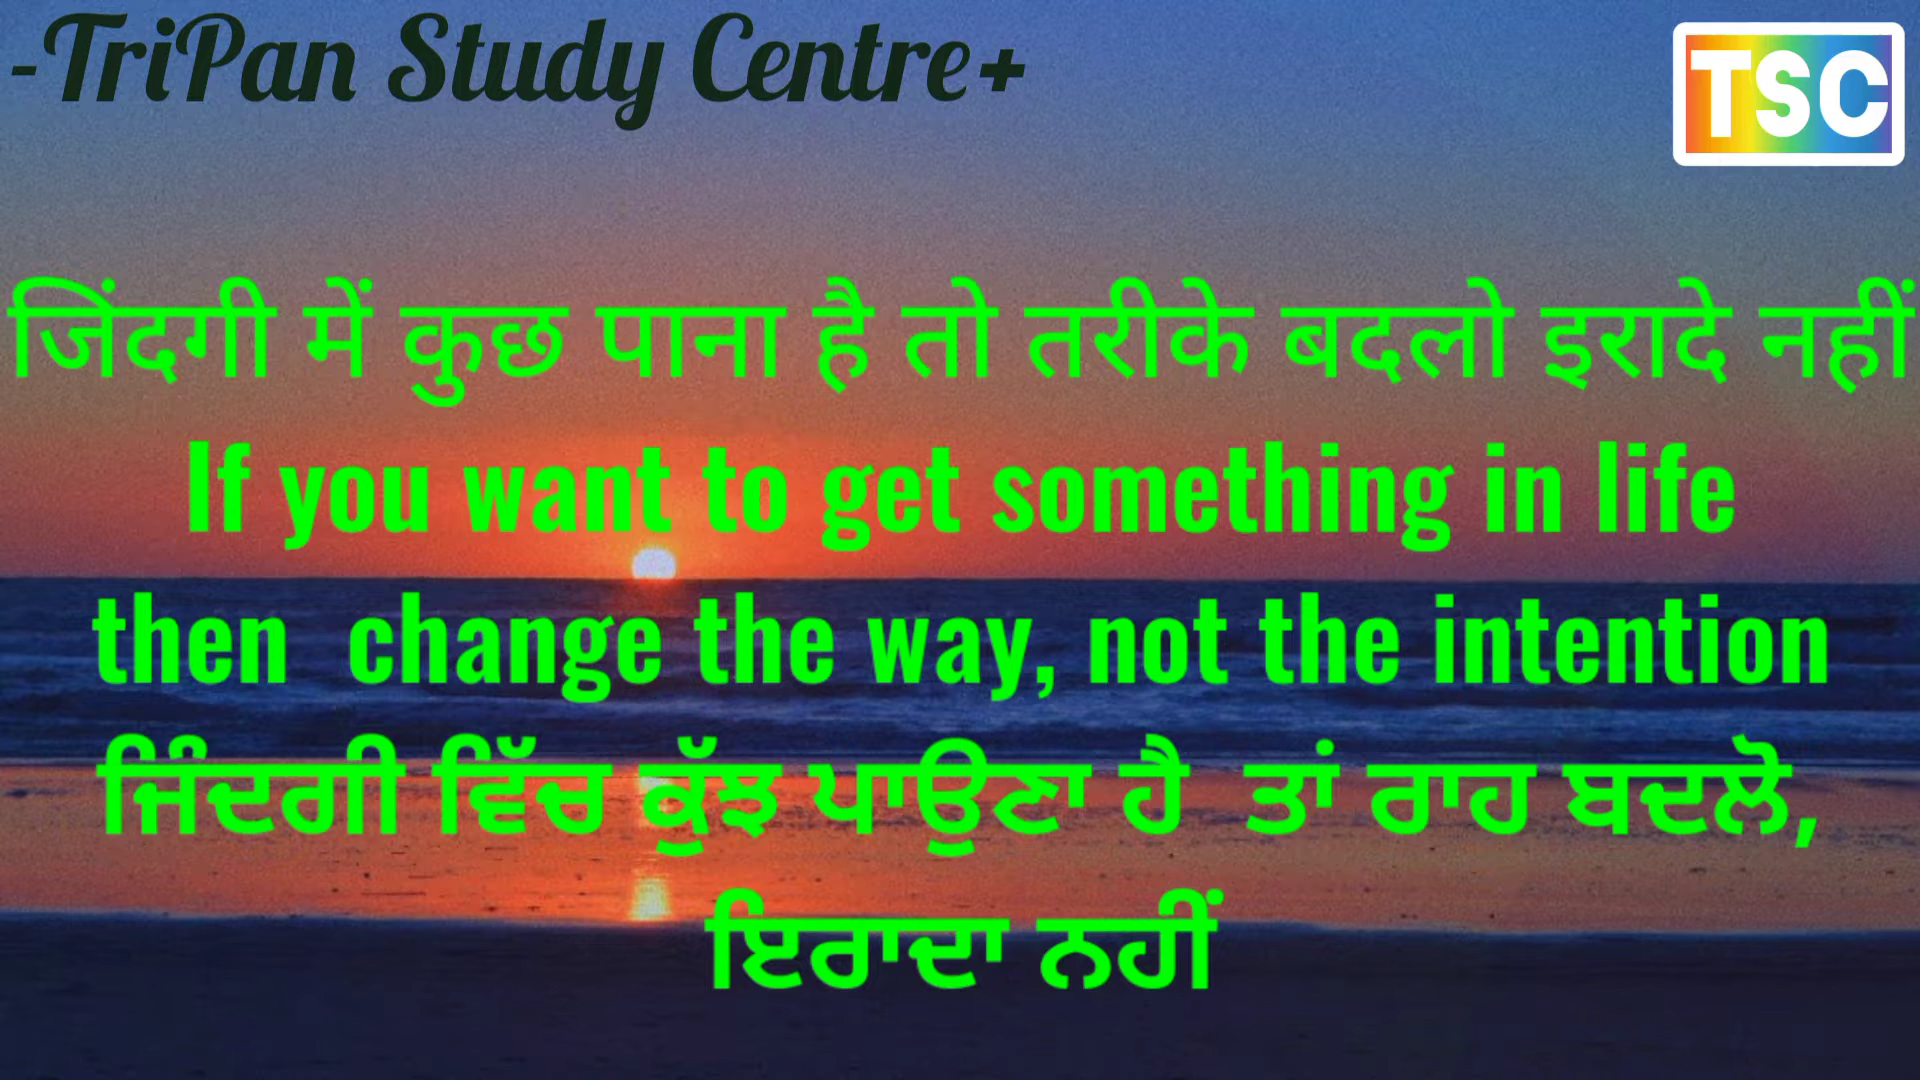 -TriPan Study Centre+
TSC
जिंदगी में कुछ पाना है तो तरीके बदलो इरादे नहीं
If you want to get something in life
then  change the way, not the intention
ਜਿੰਦਗੀ ਵਿੱਚ ਕੁੱਝ ਪਾਉਣਾ ਹੈ  ਤਾਂ ਰਾਹ ਬਦਲੋ,
ਇਰਾਦਾ ਨਹੀਂ